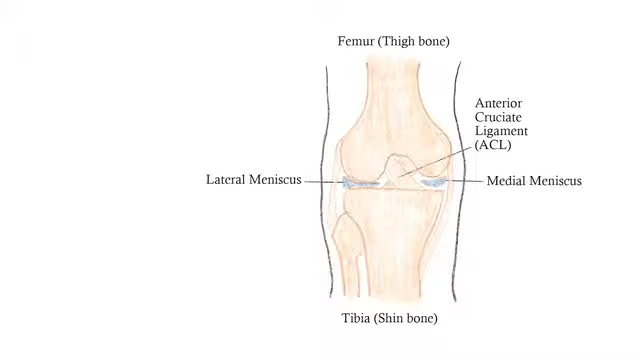 Femur (Thigh bone)
Anterior
Cruciate
Ligament
(ACL)
Lateral Meniscus
Medial Meniscus
Tibia (Shin bone)